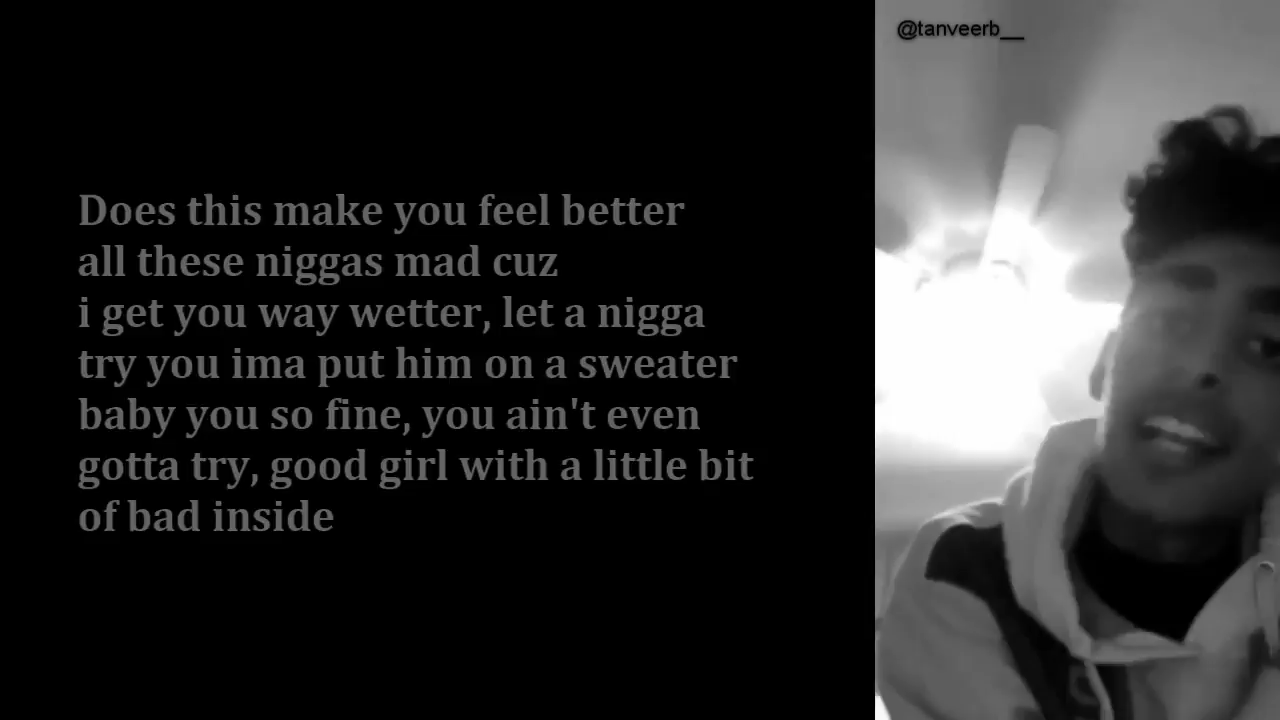 @tanveerb__
Does this make you feel better
all these niggas mad cuz
i get you way wetter, let a nigga
try you ima put him on a sweater
baby you so fine, you ain't even
gotta try, good girl with a little bit
of bad inside